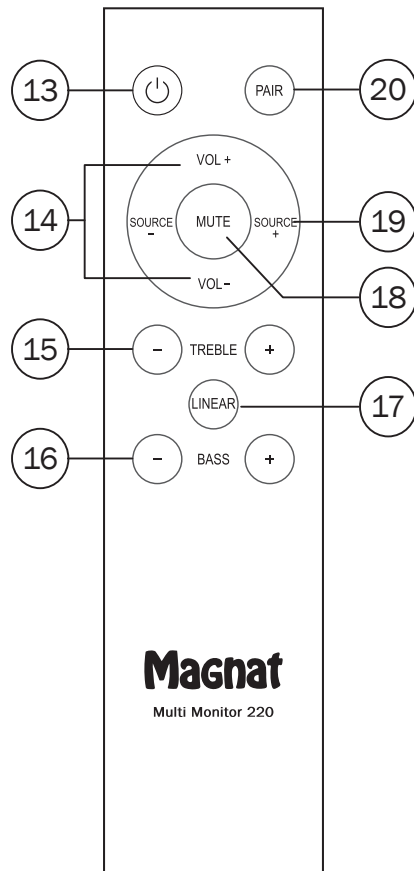 13
PAIR
20
VOL +
14
SOURCE
–
MUTE
SOURCE
+
19
VOL–
18
15
–
TREBLE
+
LINEAR
17
16
–
BASS
+
Magnat
Multi Monitor 220